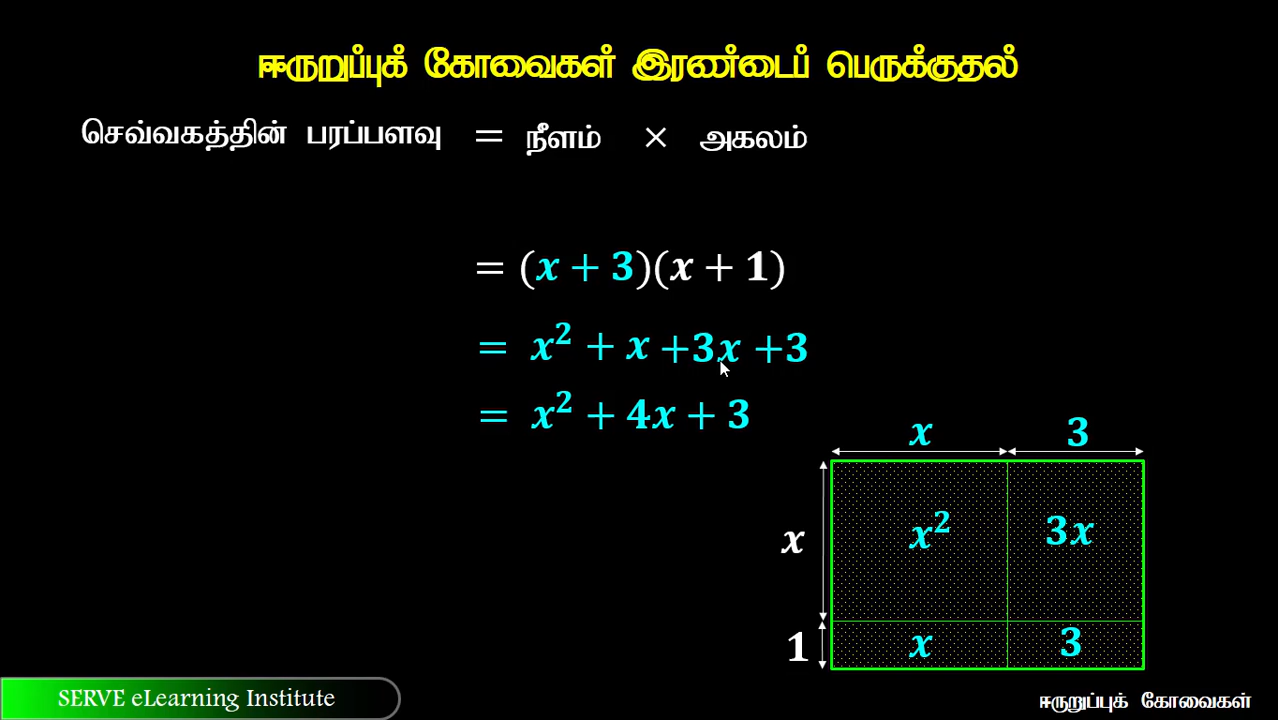 ஈருறுப்புக் கோவைகள் இரண்டைப் பெருக்குதல்
செவ்வகத்தின் பரப்பளவு = நீளம் × அகலம்
= (x + 3)(x + 1)
= x² + x +3x +3
= x² + 4x + 3
x 3
x x² 3x
1 x 3
SERVE eLearning Institute
ஈருறுப்புக் கோவைகள்